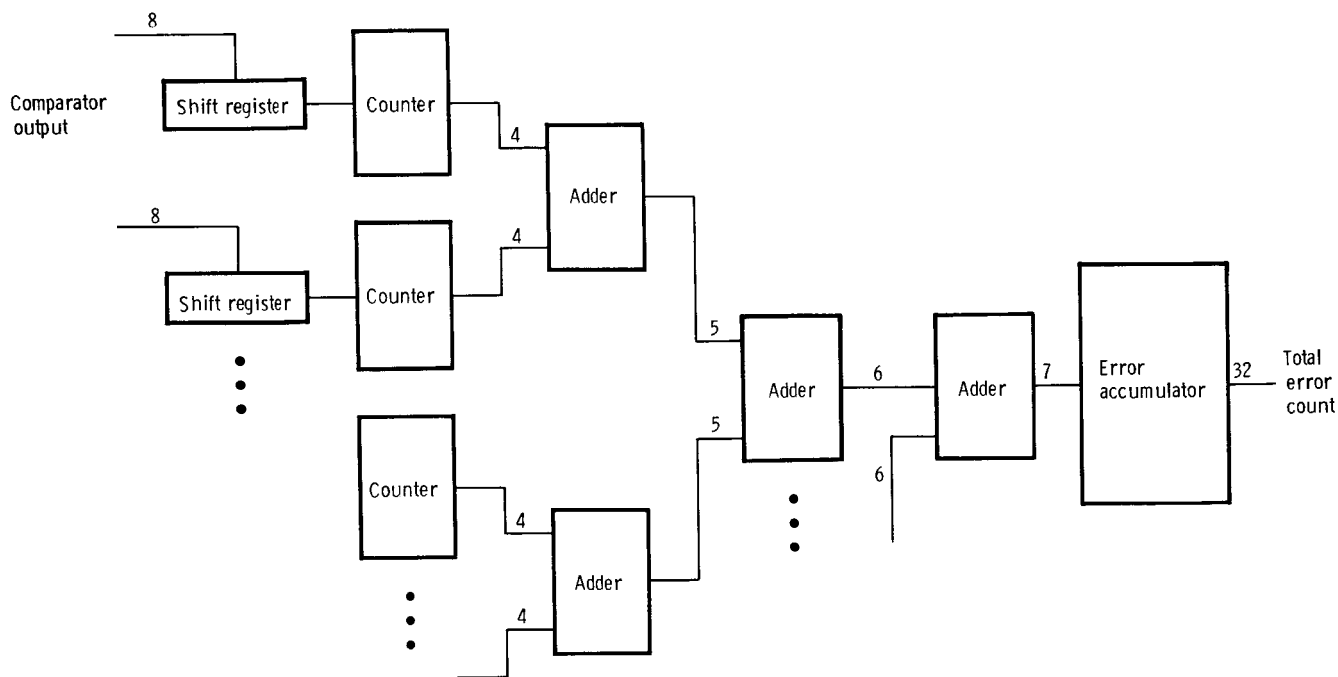 8
Comparator
output
Shift register
Counter
4
Adder
8
Shift register
Counter
4
5
Adder
6
Adder
7
Error
accumulator
32
Total
error
count
5
6
Counter
4
Adder
4